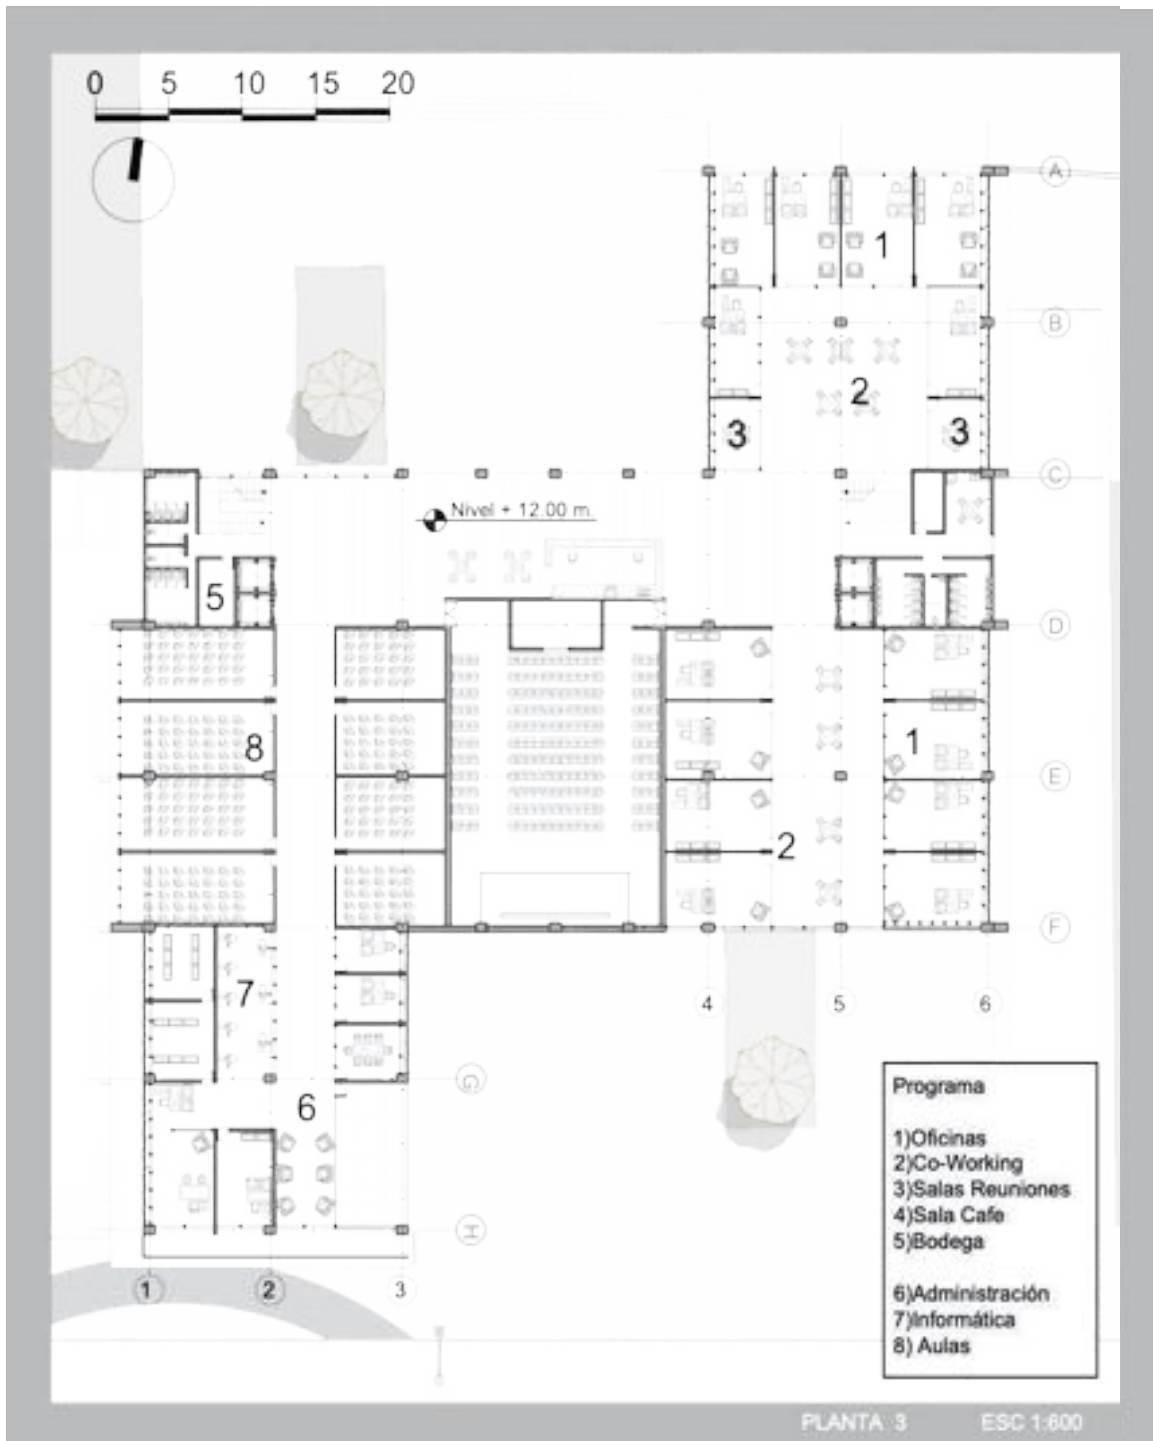 0 5 10 15 20
A
1
B
2
3 3
C
Nivel + 12.00 m.
5
D
8
1
E
2
F
7
4 5 6
G
6
H
1 2 3
Programa
1)Oficinas
2)Co-Working
3)Salas Reuniones
4)Sala Cafe
5)Bodega
6)Administración
7)Informática
8) Aulas
PLANTA 3 ESC 1:600